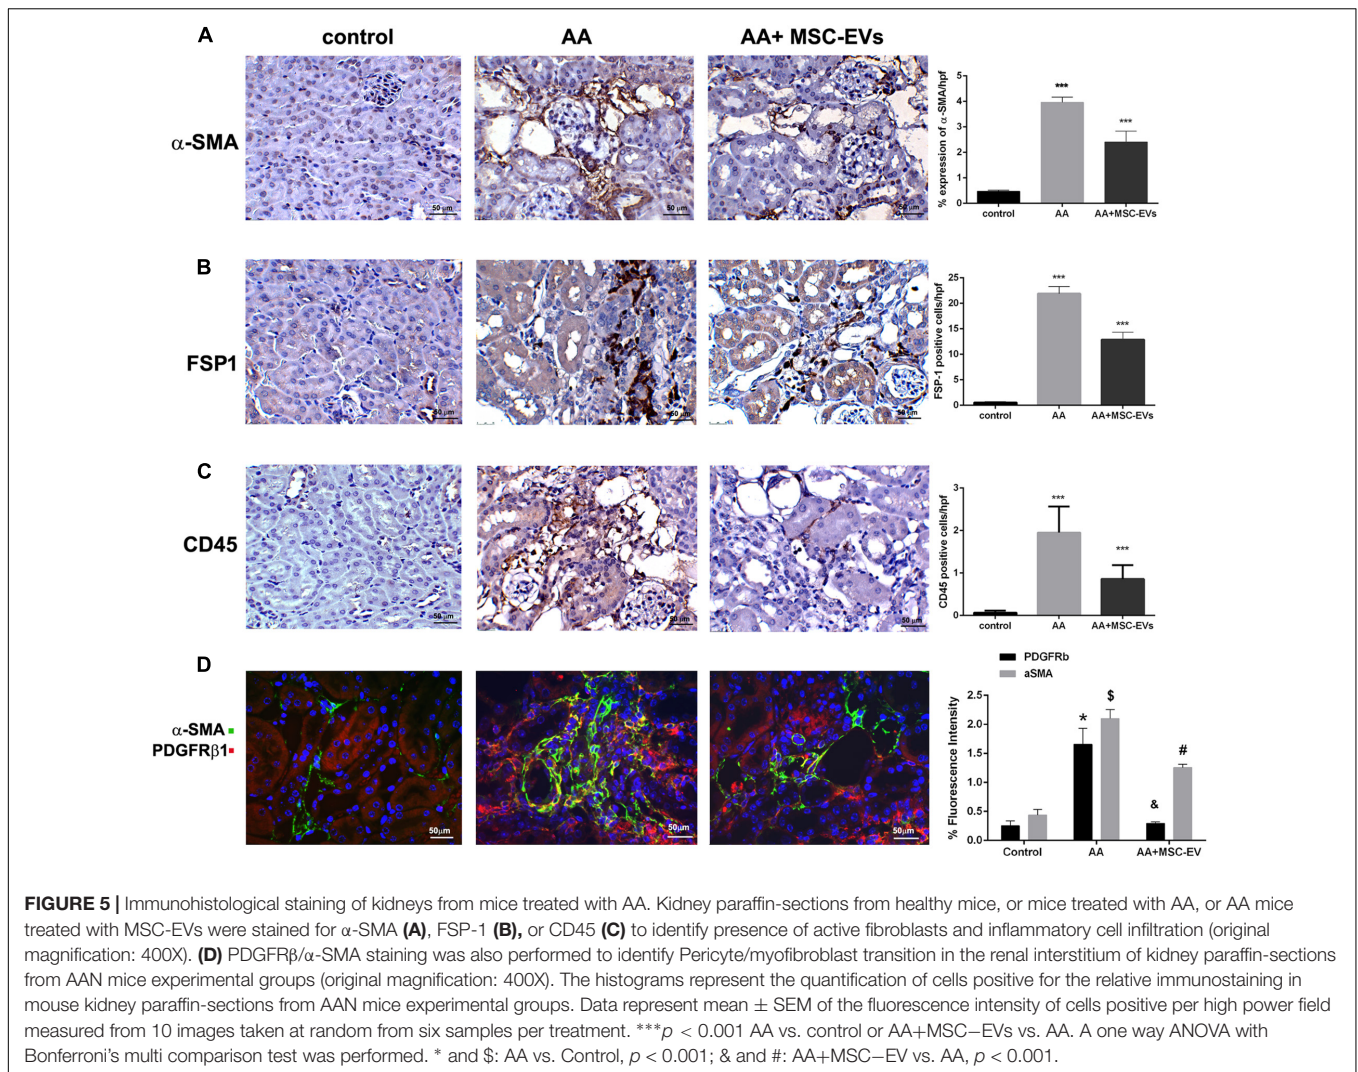 A
control
AA
AA+ MSC-EVs
α-SMA
50 µm
50 µm
50 µm
% expression of α-SMA/hpf
5
4
3
2
1
0
***
***
control
AA
AA+MSC-EVs
B
FSP1
50 µm
50 µm
50 µm
FSP-1 positive cells/hpf
25
20
15
10
5
0
***
***
control
AA
AA+MSC-EVs
C
CD45
50 µm
50 µm
50 µm
CD45 positive cells/hpf
3
2
1
0
***
***
control
AA
AA+MSC-EVs
D
α-SMA
PDGFRβ1
50µm
50µm
50µm
PDGFRb
aSMA
% Fluorescence Intensity
2.5
2.0
1.5
1.0
0.5
0.0
*
$
&
#
Control
AA
AA+MSC-EV
FIGURE 5 | Immunohistological staining of kidneys from mice treated with AA. Kidney paraffin-sections from healthy mice, or mice treated with AA, or AA mice
treated with MSC-EVs were stained for α-SMA (A), FSP-1 (B), or CD45 (C) to identify presence of active fibroblasts and inflammatory cell infiltration (original
magnification: 400X). (D) PDGFRβ/α-SMA staining was also performed to identify Pericyte/myofibroblast transition in the renal interstitium of kidney paraffin-sections
from AAN mice experimental groups (original magnification: 400X). The histograms represent the quantification of cells positive for the relative immunostaining in
mouse kidney paraffin-sections from AAN mice experimental groups. Data represent mean ± SEM of the fluorescence intensity of cells positive per high power field
measured from 10 images taken at random from six samples per treatment. ***p < 0.001 AA vs. control or AA+MSC−EVs vs. AA. A one way ANOVA with
Bonferroni's multi comparison test was performed. * and $: AA vs. Control, p < 0.001; & and #: AA+MSC−EV vs. AA, p < 0.001.